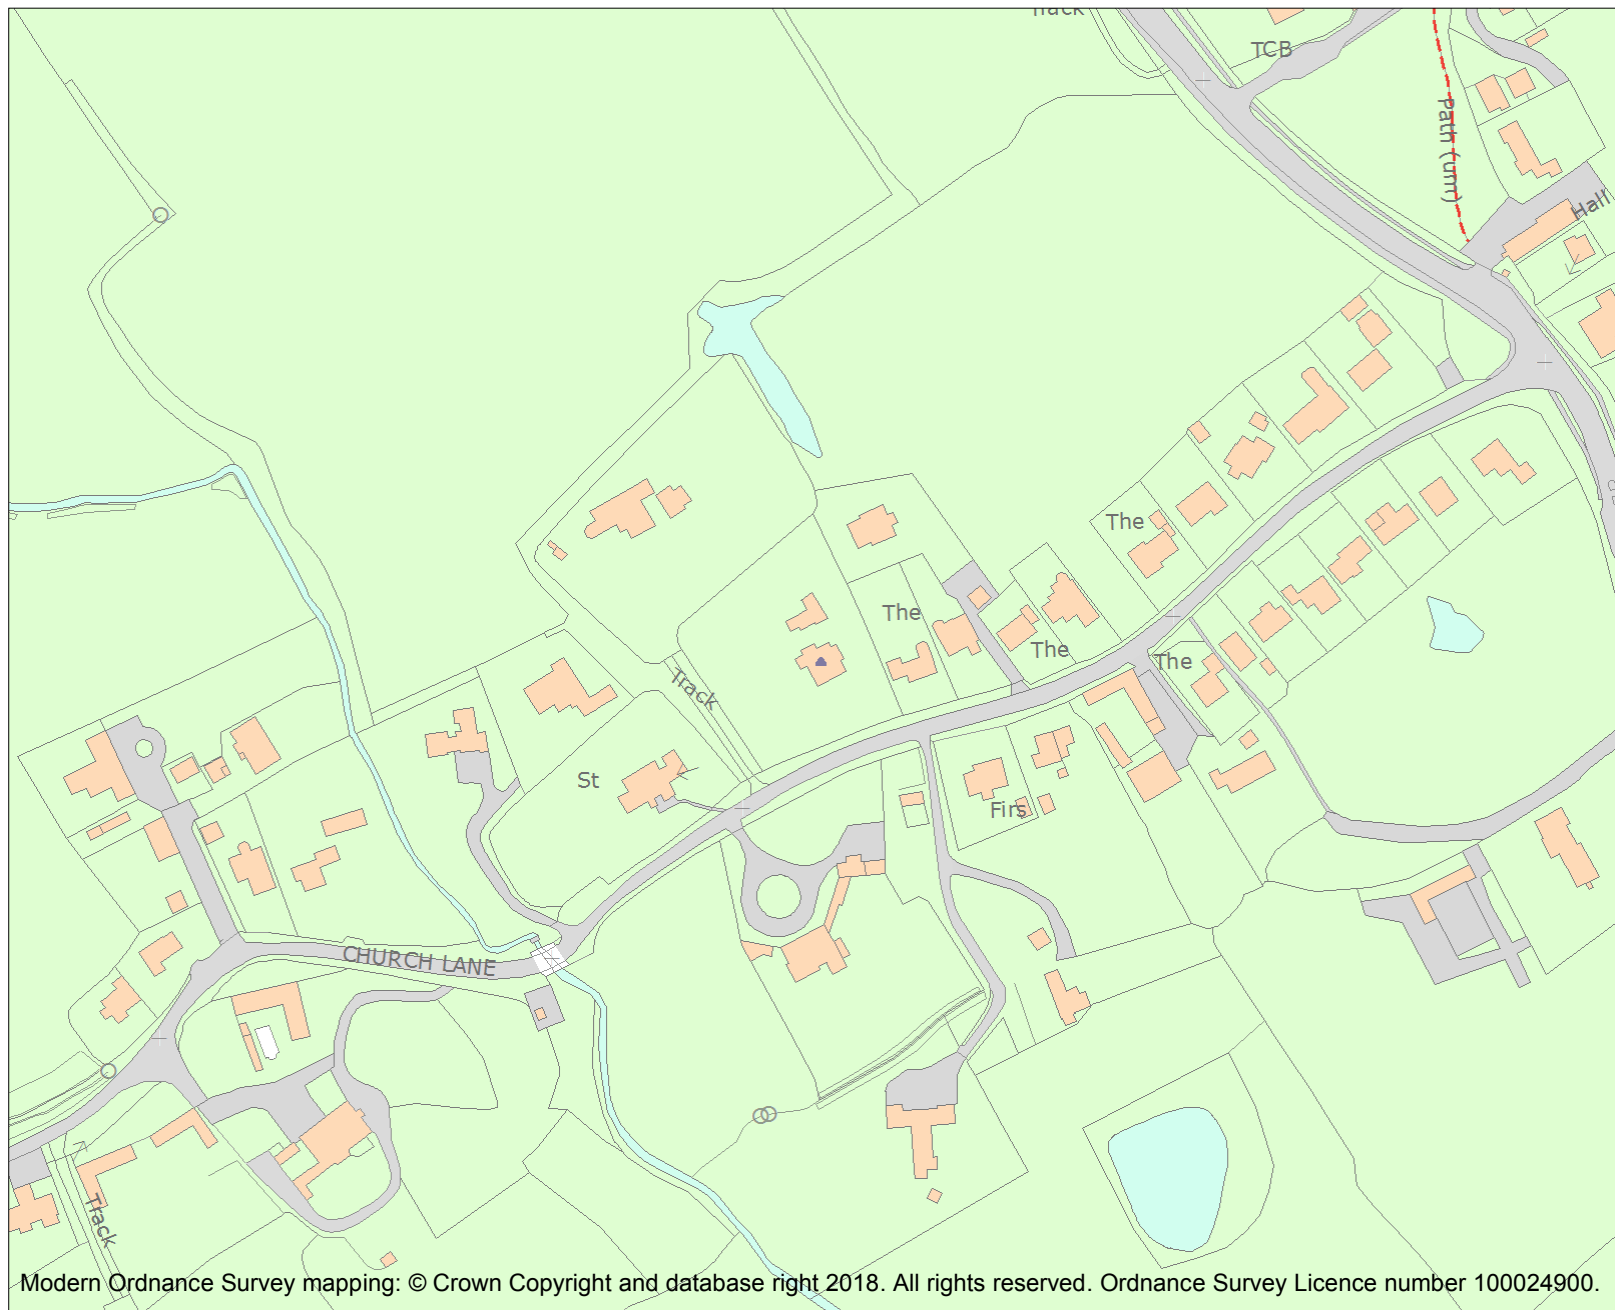 Track
TCB
Path (um)
Hall
The
The
The
The
Track
St
Firs
CHURCH LANE
Track
Modern Ordnance Survey mapping: © Crown Copyright and database right 2018. All rights reserved. Ordnance Survey Licence number 100024900.